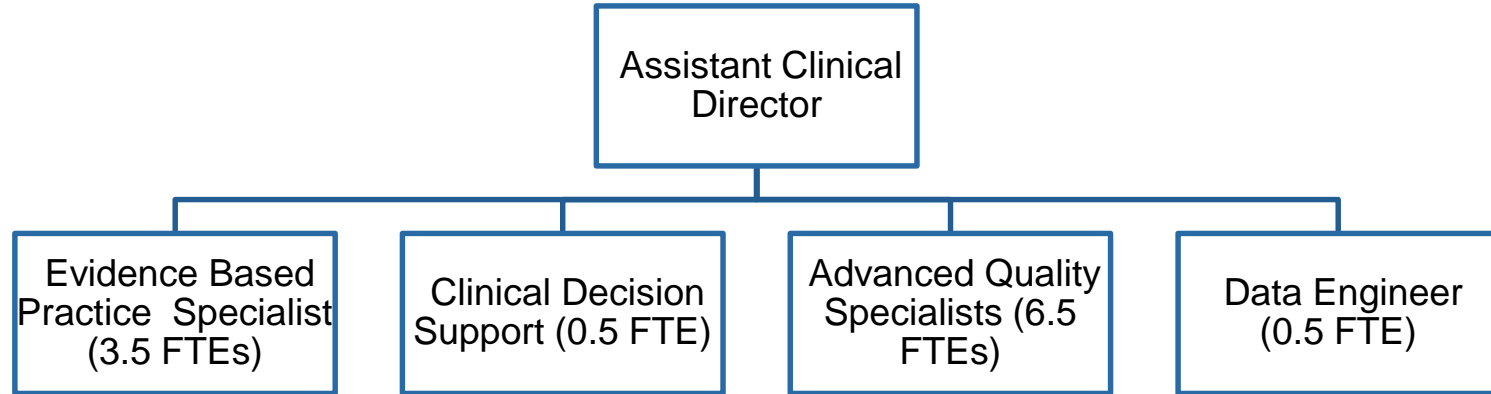 Assistant Clinical
Director
Evidence Based
Practice  Specialist
(3.5 FTEs)
Clinical Decision
Support (0.5 FTE)
Advanced Quality
Specialists (6.5
FTEs)
Data Engineer
(0.5 FTE)